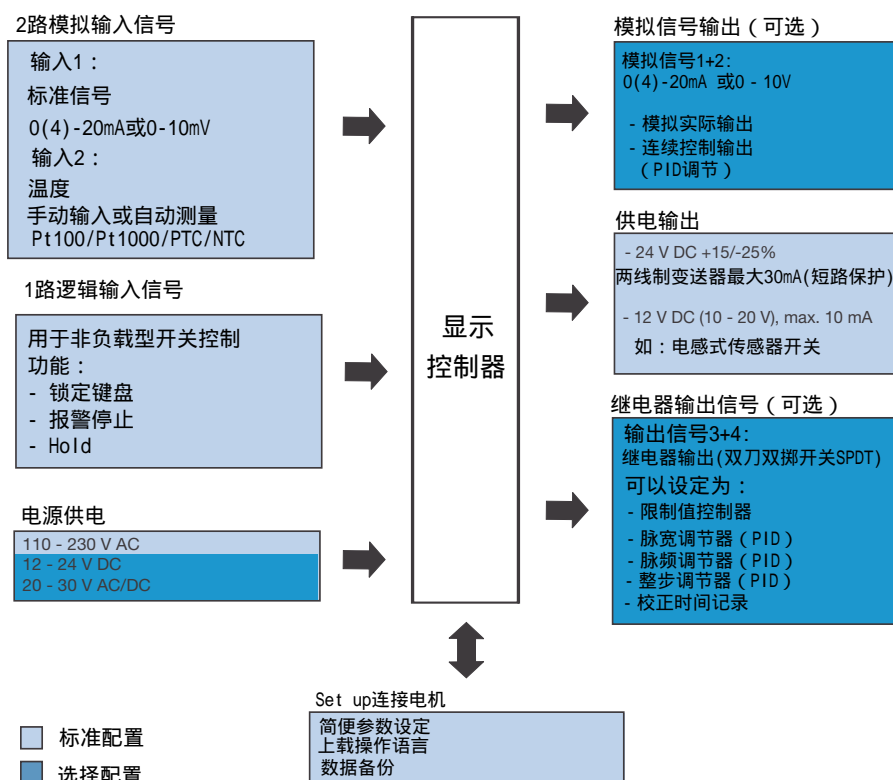 2路模拟输入信号
输入1：
标准信号
0(4)-20mA或0-10mV
输入2：
温度
手动输入或自动测量
Pt100/Pt1000/PTC/NTC
1路逻辑输入信号
用于非负载型开关控制
功能：
- 锁定键盘
- 报警停止
- Hold
电源供电
110 - 230 V AC
12 - 24 V DC
20 - 30 V AC/DC
显示
控制器
模拟信号输出（可选）
模拟信号1+2:
0(4)-20mA 或0 - 10V
- 模拟实际输出
- 连续控制输出
（PID调节）
供电输出
- 24 V DC +15/-25%
两线制变送器最大30mA(短路保护)
- 12 V DC (10 - 20 V), max. 10 mA
如：电感式传感器开关
继电器输出信号（可选）
输出信号3+4:
继电器输出(双刀双掷开关SPDT)
可以设定为：
- 限制值控制器
- 脉宽调节器（PID）
- 脉频调节器（PID）
- 整步调节器（PID）
- 校正时间记录
Set up连接电机
简便参数设定
上载操作语言
数据备份
标准配置
选择配置